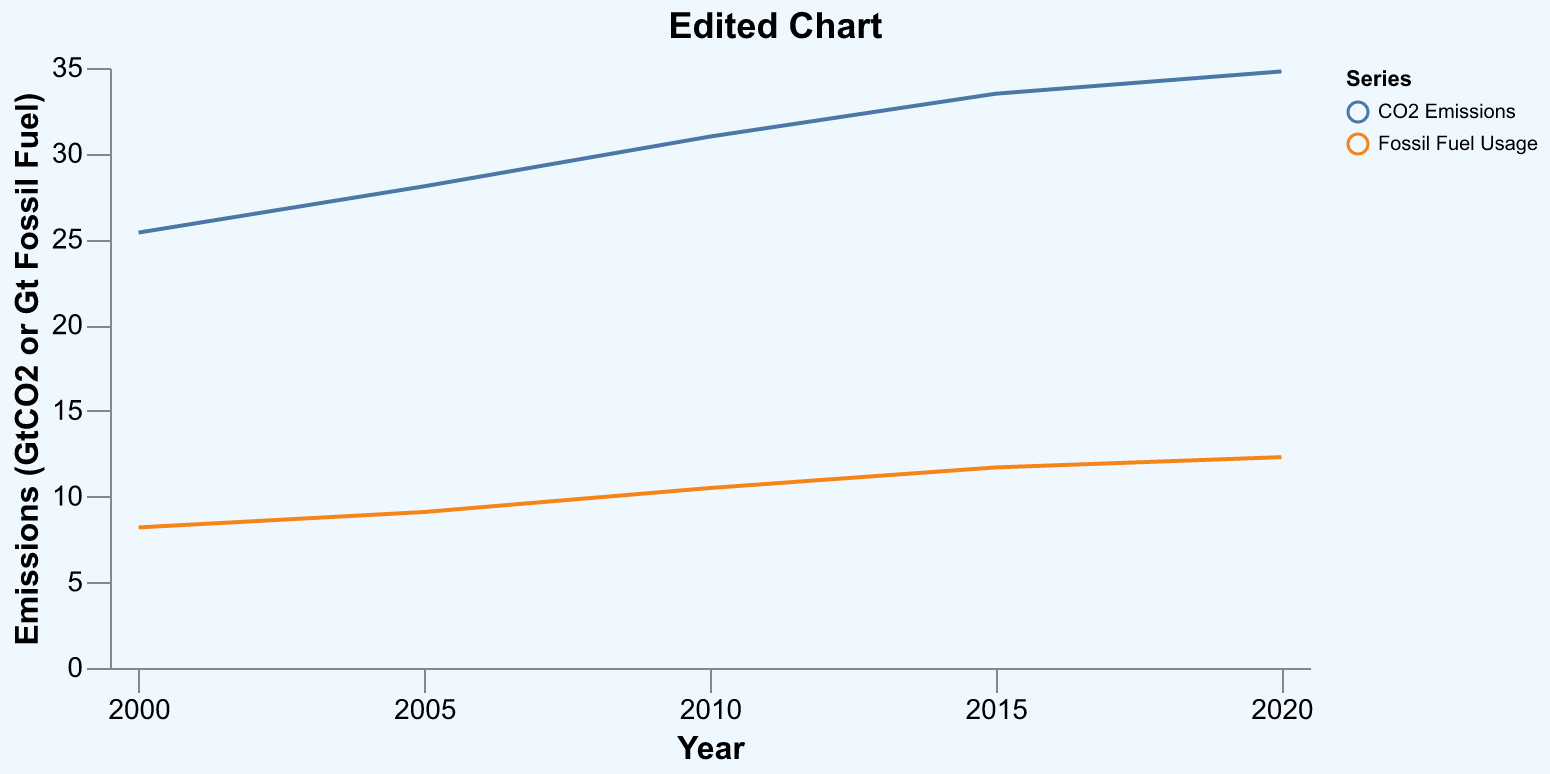 Edited Chart
Emissions (GtCO2 or Gt Fossil Fuel)
35
30
25
20
15
10
5
0
2000 2005 2010 2015 2020
Year
Series
CO2 Emissions
Fossil Fuel Usage